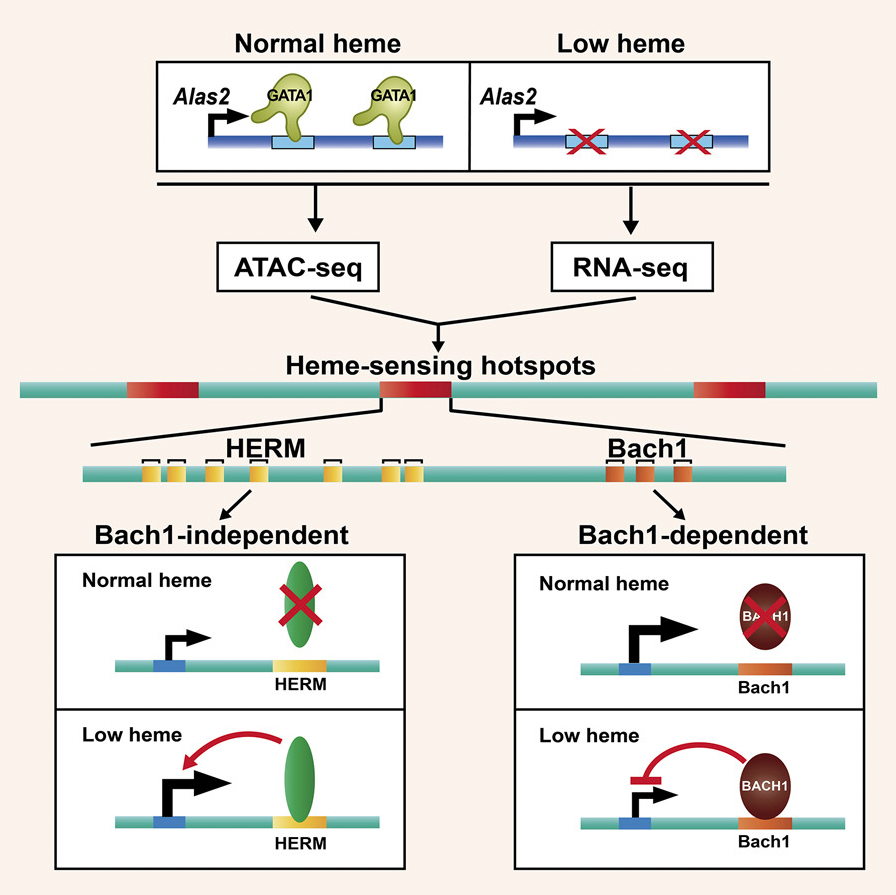 Normal heme
Low heme
Alas2
GATA1
GATA1
Alas2
ATAC-seq
RNA-seq
Heme-sensing hotspots
HERM
Bach1
Bach1-independent
Bach1-dependent
Normal heme
HERM
Low heme
HERM
Normal heme
BACH1
Bach1
Low heme
BACH1
Bach1